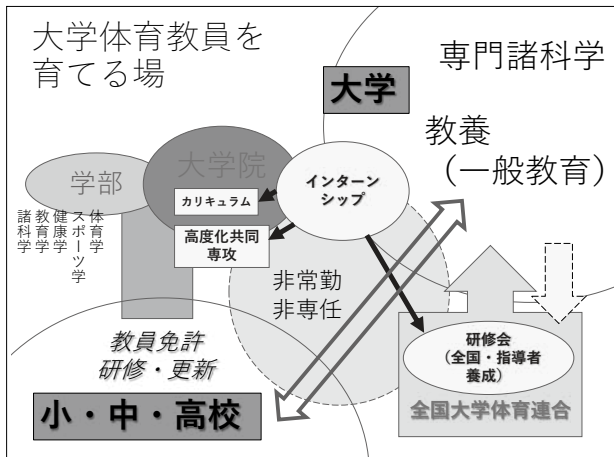 大学体育教員を
育てる場
専門諸科学
大学
教養
（一般教育）
大学院
学部
インターン
シップ
カリキュラム
高度化共同
専攻
体育学
スポーツ学
健康学
教育学
諸科学
非常勤
非専任
教員免許
研修・更新
小・中・高校
研修会
（全国・指導者
養成）
全国大学体育連合